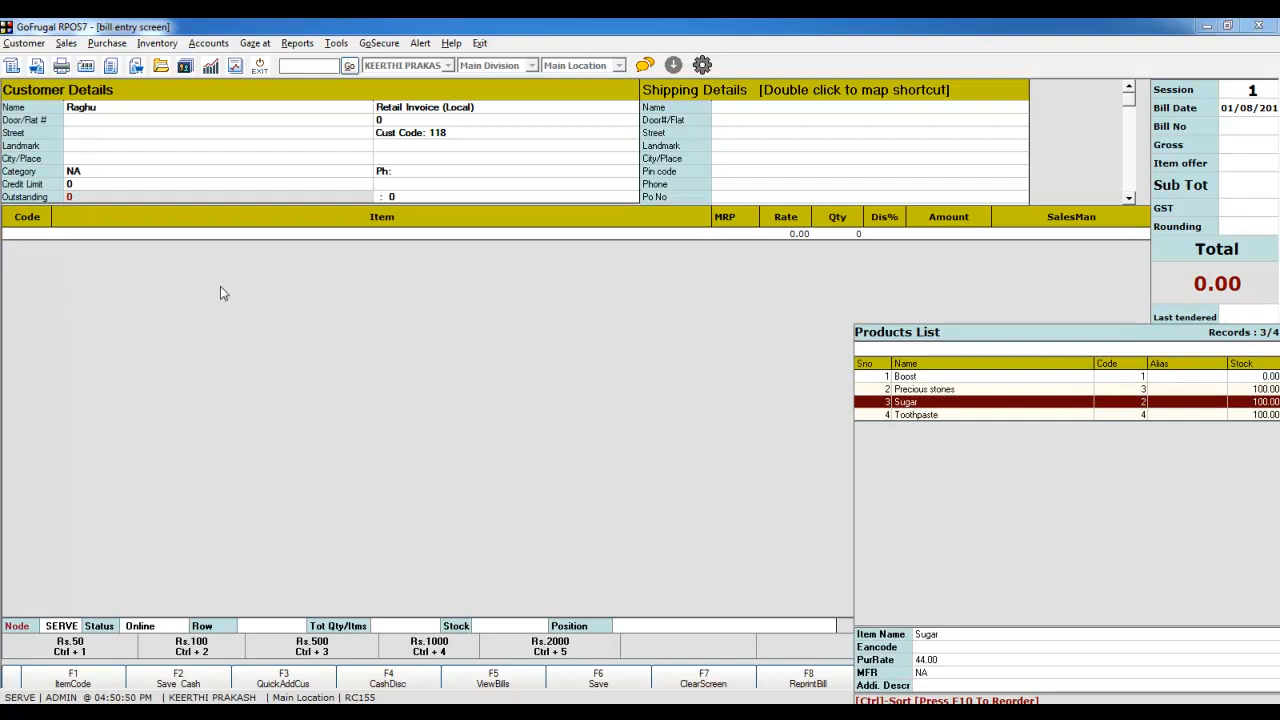 GoFrugal RPOS7 - [bill entry screen]
Customer Sales Purchase Inventory Accounts Gaze at Reports Tools GoSecure Alert Help Exit
EXIT Go KEERTHI PRAKAS Main Division Main Location
Customer Details Shipping Details [Double click to map shortcut] Session 1
Name Raghu Retail Invoice (Local) Name Bill Date 01/08/201
Door/Flat # 0 Door#/Flat
Street Cust Code: 118 Street Bill No
Landmark Landmark Gross
City/Place City/Place Item offer
Category NA Ph: Pin code
Credit Limit 0 Phone Sub Tot
Outstanding 0 : 0 Po No
Code Item MRP Rate Qty Dis% Amount SalesMan GST
0.00 0 Rounding
Total
0.00
Last tendered
Products List Records : 3/4
Sno Name Code Alias Stock
1 Boost 1 0.00
2 Precious stones 3 100.00
3 Sugar 2 100.00
4 Toothpaste 4 100.00
Node SERVE Status Online Row Tot Qty/Itms Stock Position
Rs.50 Rs.100 Rs.500 Rs.1000 Rs.2000
Ctrl + 1 Ctrl + 2 Ctrl + 3 Ctrl + 4 Ctrl + 5
Item Name Sugar
Eancode
PurRate 44.00
MFR NA
Addi. Descr
F1 F2 F3 F4 F5 F6 F7 F8
ItemCode Save Cash QuickAddCus CashDisc ViewBills Save ClearScreen ReprintBill
SERVE | ADMIN @ 04:50:50 PM | KEERTHI PRAKASH | Main Location | RC155
[Ctrl]-Sort [Press F10 To Reorder]